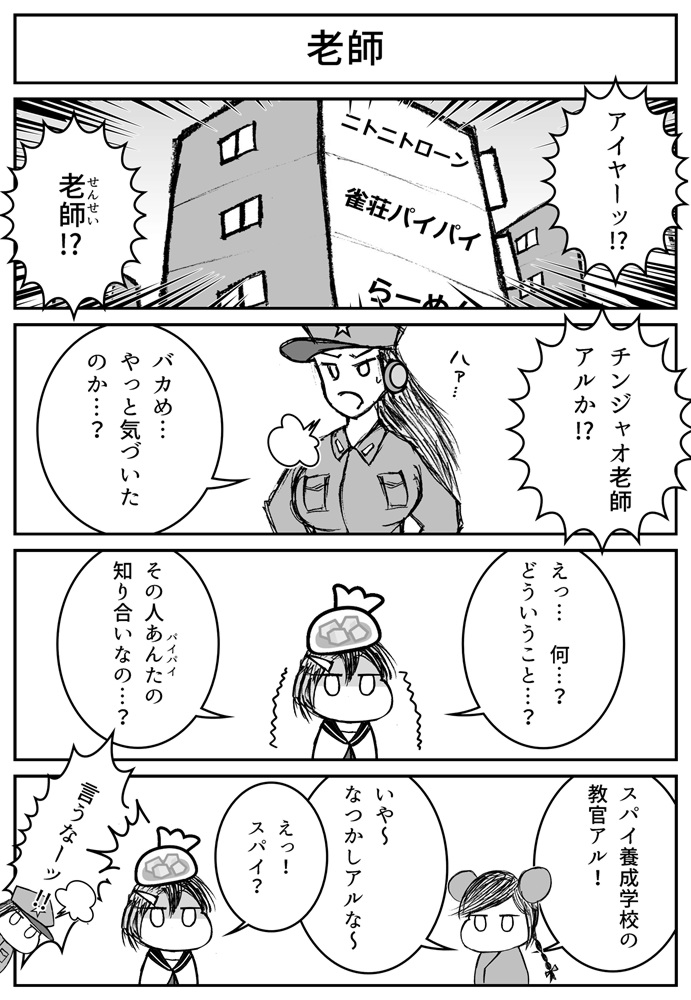 老師
アイヤーッ!?
老師!?
せんせい
ニトニトローン
雀荘パイパイ
らーめん
チンジャオ老師
アルか!?
ハァ…
バカめ…
やっと気づいた
のか…?
えっ… 何…?
どういうこと…?
その人あんたの
パイパイ
知り合いなの…?
スパイ養成学校の
教官アル!
いや~
なつかしアルな~
えっ!
スパイ?
言うなーッ!!